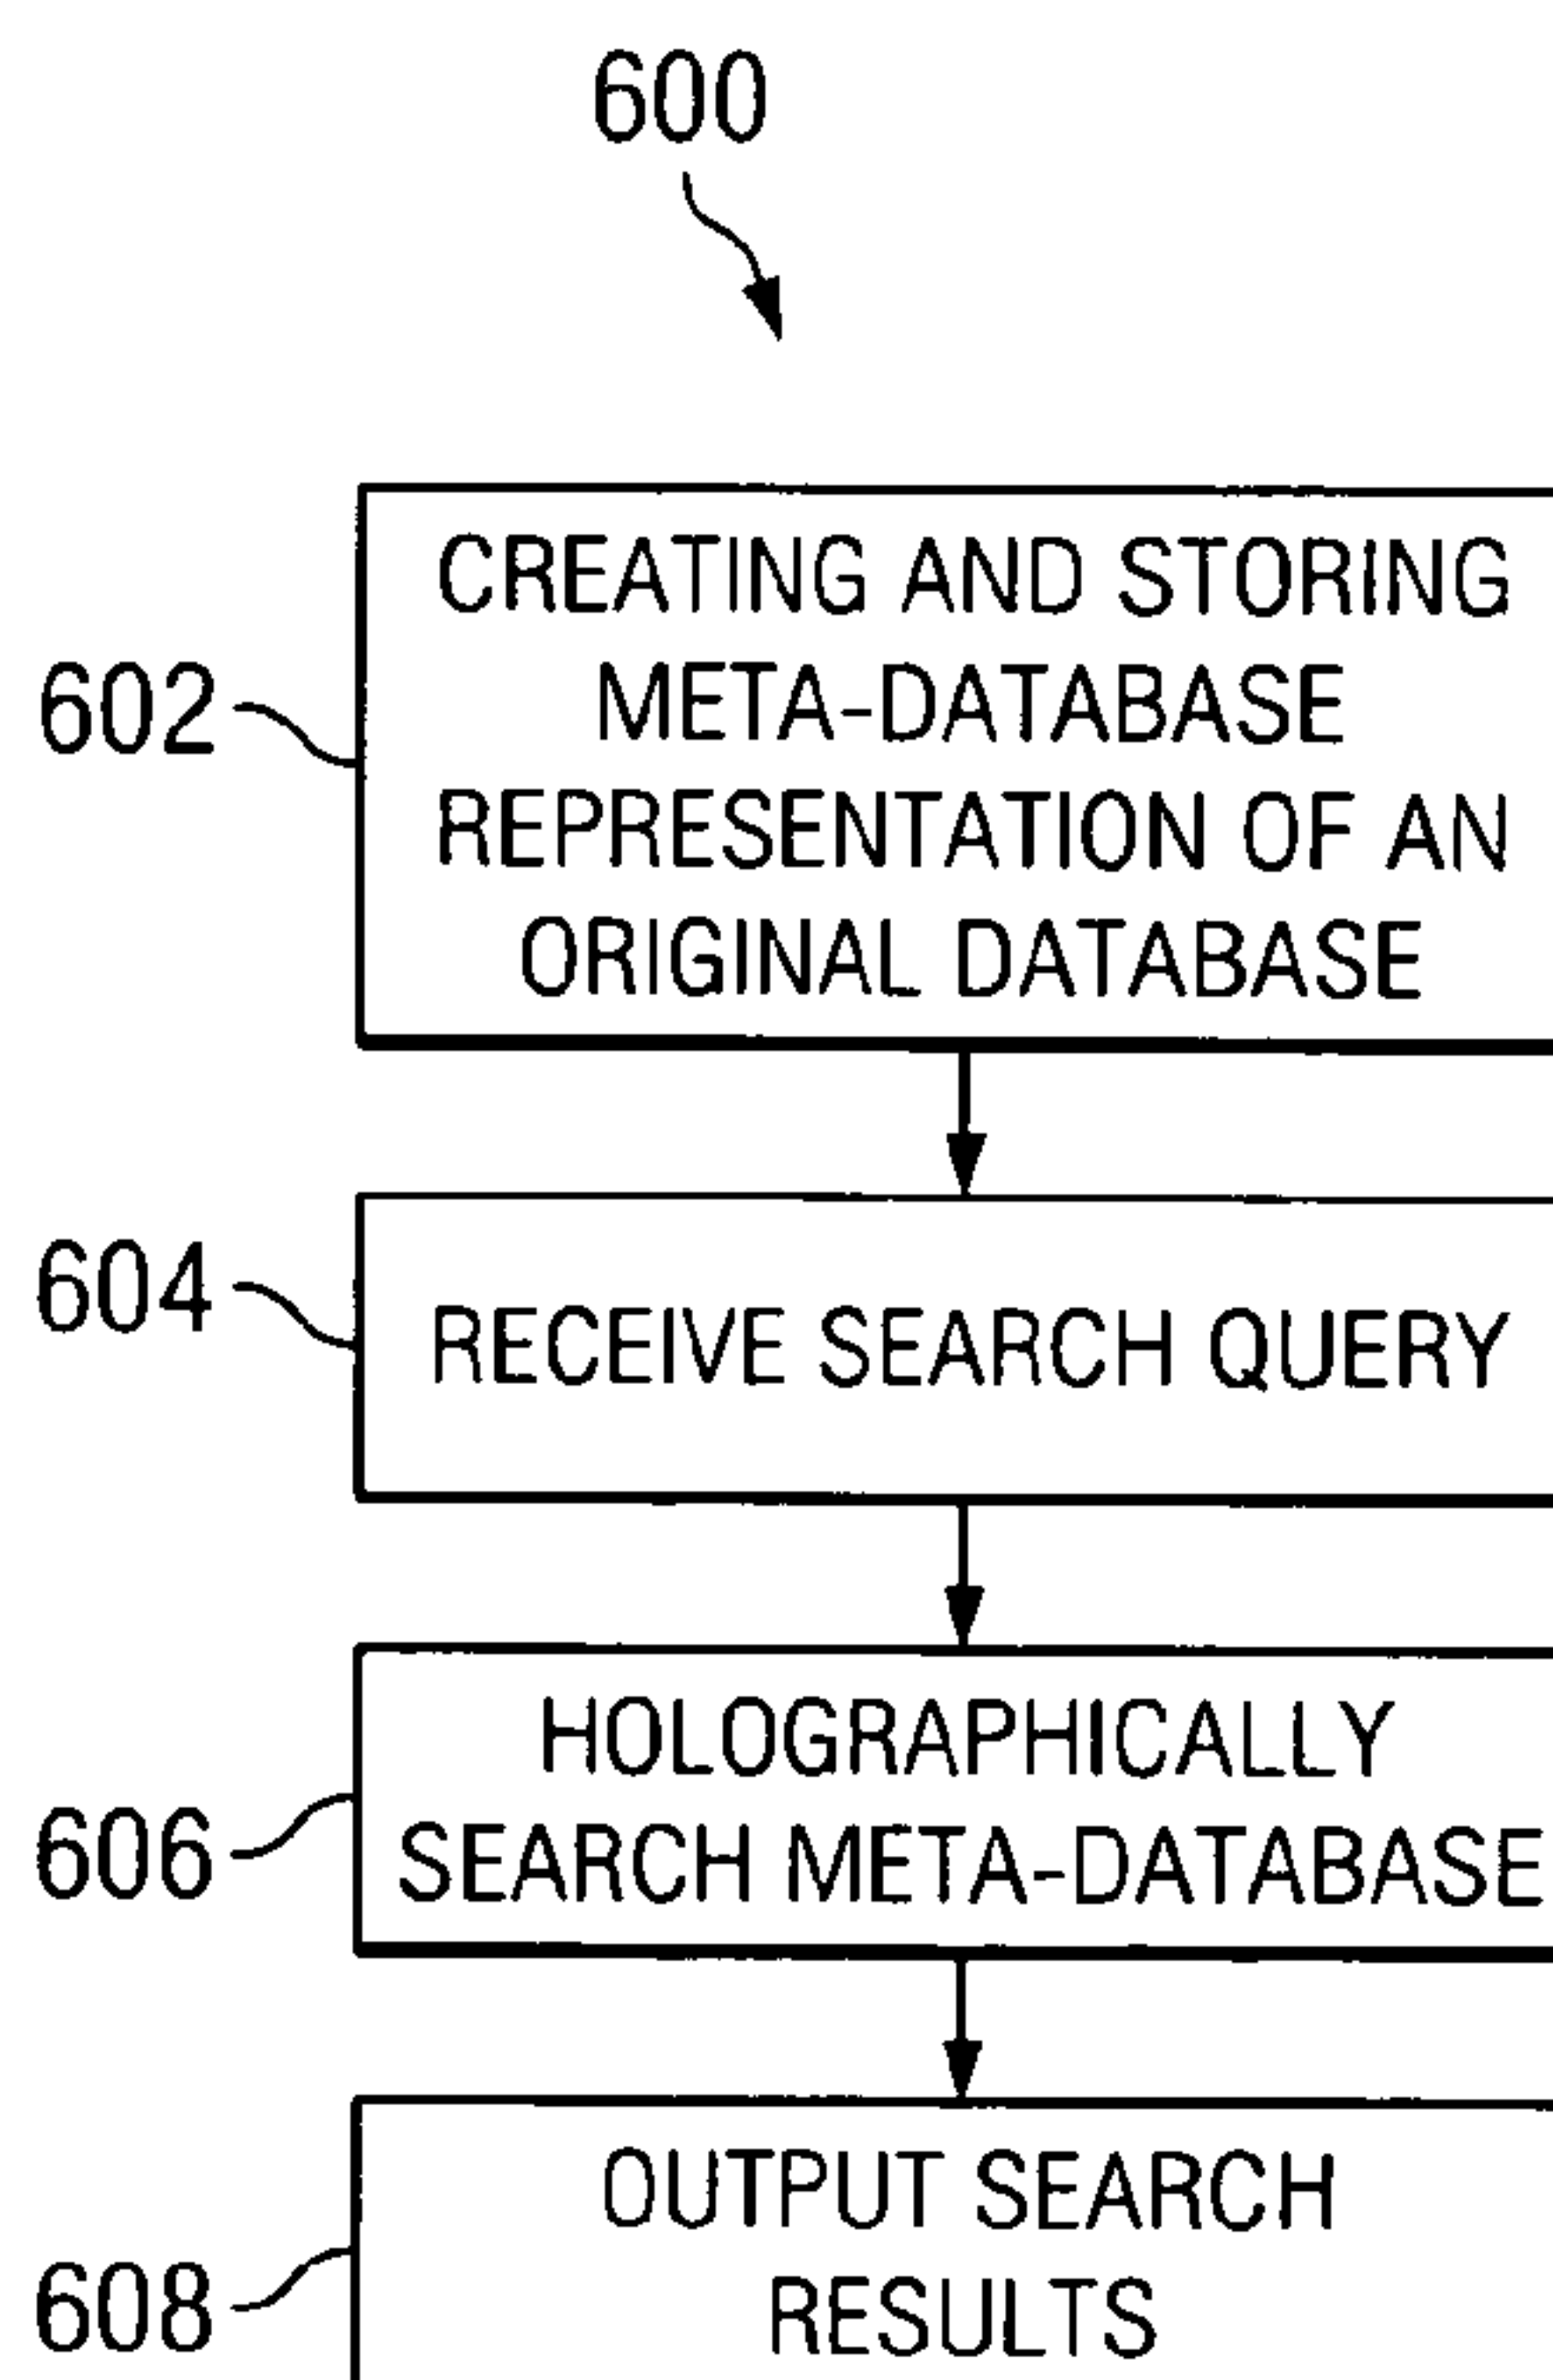 600
602
CREATING AND STORING
META-DATABASE
REPRESENTATION OF AN
ORIGINAL DATABASE
604
RECEIVE SEARCH QUERY
606
HOLOGRAPHICALLY
SEARCH META-DATABASE
608
OUTPUT SEARCH
RESULTS